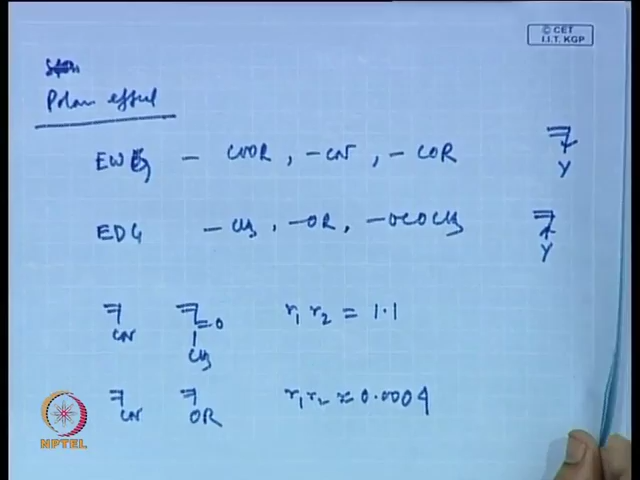 © CET
I.I.T. KGP
Polar effect
EWG – COOR, – CN, – COR
Y
EDG – CH3, – OR, – OCOCH3
Y
CN =O CH3 r1 r2 = 1.1
CN OR r1 r2 ≈ 0.0004
NPTEL